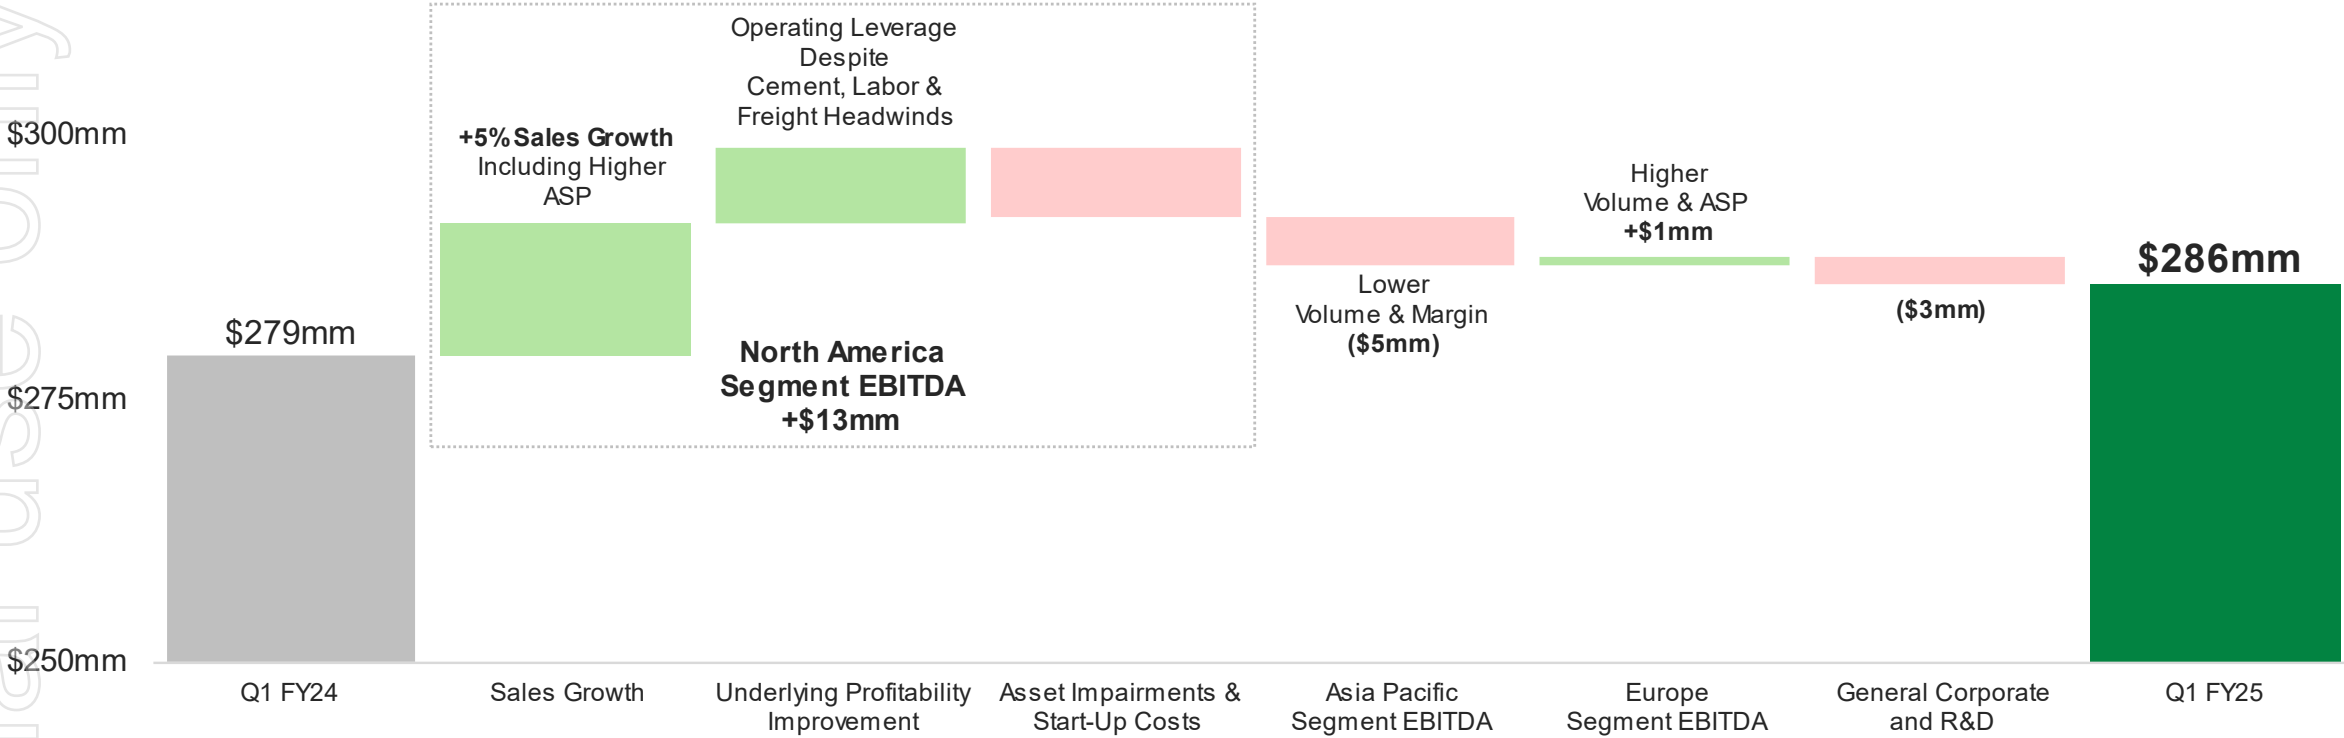 Operating Leverage
Despite
Cement, Labor &
Freight Headwinds
$300mm
+5% Sales Growth
Including Higher
ASP
Higher
Volume & ASP
+$1mm
$286mm
Lower
Volume & Margin
($5mm)
($3mm)
$279mm
North America
Segment EBITDA
+$13mm
$275mm
$250mm
Q1 FY24
Sales Growth
Underlying Profitability
Improvement
Asset Impairments &
Start-Up Costs
Asia Pacific
Segment EBITDA
Europe
Segment EBITDA
General Corporate
and R&D
Q1 FY25
use only